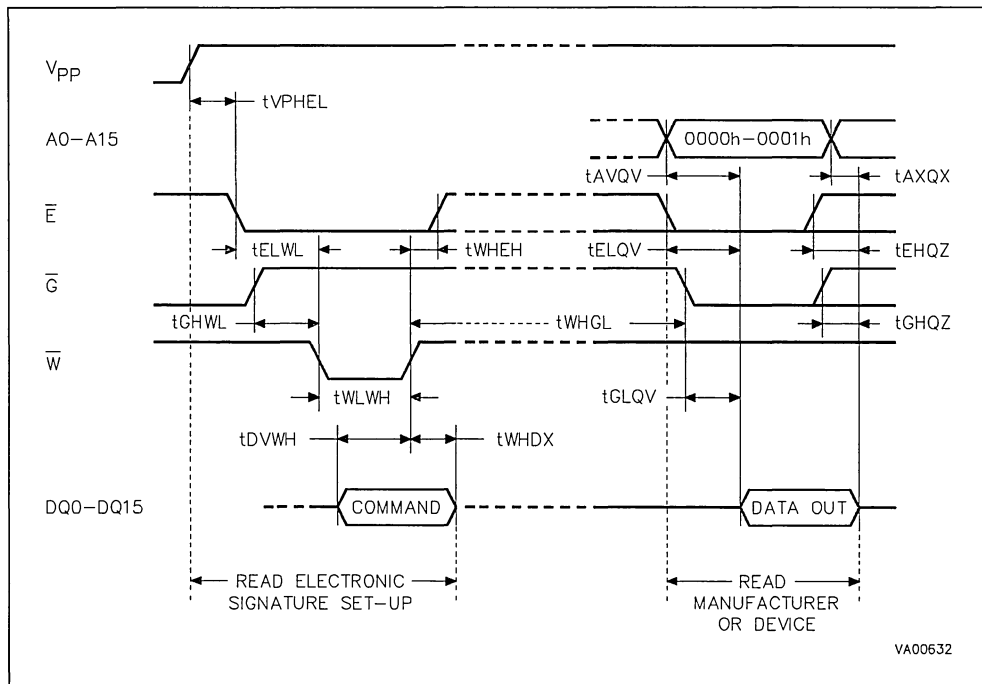 VPP
tVPHEL
A0-A15
0000h-0001h
tAVQV
tAXQX
E
tELWL
tWHEH
tELQV
tEHQZ
G
tGHWL
tWHGL
tGHQZ
W
tWLWH
tGLQV
tDVWH
tWHDX
DQ0-DQ15
COMMAND
DATA OUT
READ ELECTRONIC
SIGNATURE SET-UP
READ
MANUFACTURER
OR DEVICE
VA00632